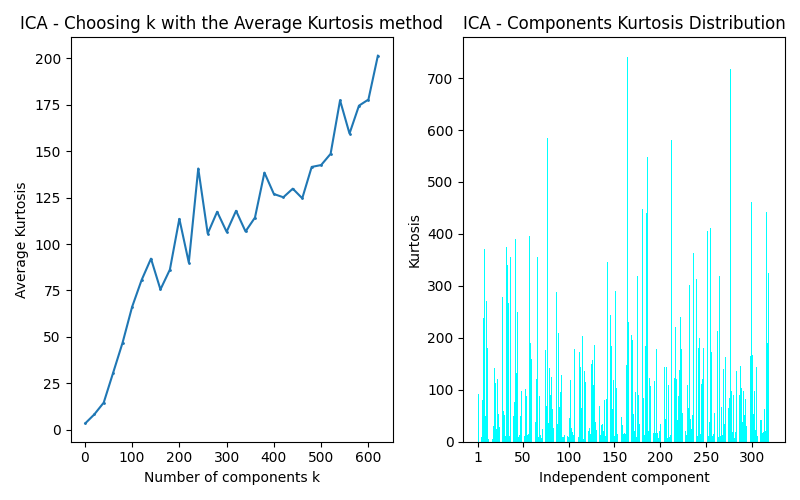 ICA - Choosing k with the Average Kurtosis method
200
175
150
125
100
75
50
25
0
Average Kurtosis
0 100 200 300 400 500 600
Number of components k
ICA - Components Kurtosis Distribution
700
600
500
400
300
200
100
0
Kurtosis
1 50 100 150 200 250 300
Independent component